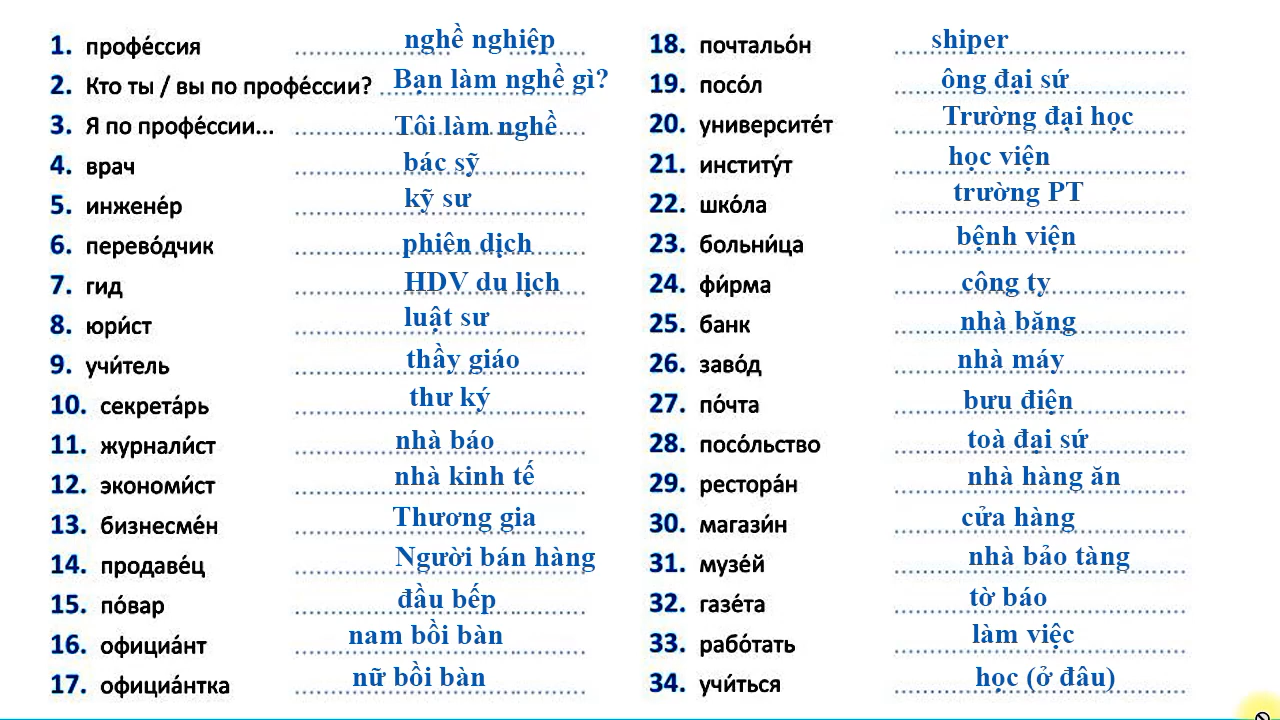 1. профе́ссия nghề nghiệp
2. Кто ты / вы по профе́ссии? Bạn làm nghề gì?
3. Я по профе́ссии... Tôi làm nghề
4. врач bác sỹ
5. инжене́р kỹ sư
6. перево́дчик phiên dịch
7. гид HDV du lịch
8. юри́ст luật sư
9. учи́тель thầy giáo
10. секрета́рь thư ký
11. журнали́ст nhà báo
12. экономи́ст nhà kinh tế
13. бизнесме́н Thương gia
14. продаве́ц Người bán hàng
15. по́вар đầu bếp
16. официа́нт nam bồi bàn
17. официа́нтка nữ bồi bàn
18. почтальо́н shiper
19. посо́л ông đại sứ
20. университе́т Trường đại học
21. институ́т học viện
22. шко́ла trường PT
23. больни́ца bệnh viện
24. фи́рма công ty
25. банк nhà băng
26. заво́д nhà máy
27. по́чта bưu điện
28. посо́льство toà đại sứ
29. рестора́н nhà hàng ăn
30. магази́н cửa hàng
31. музе́й nhà bảo tàng
32. газе́та tờ báo
33. рабо́тать làm việc
34. учи́ться học (ở đâu)